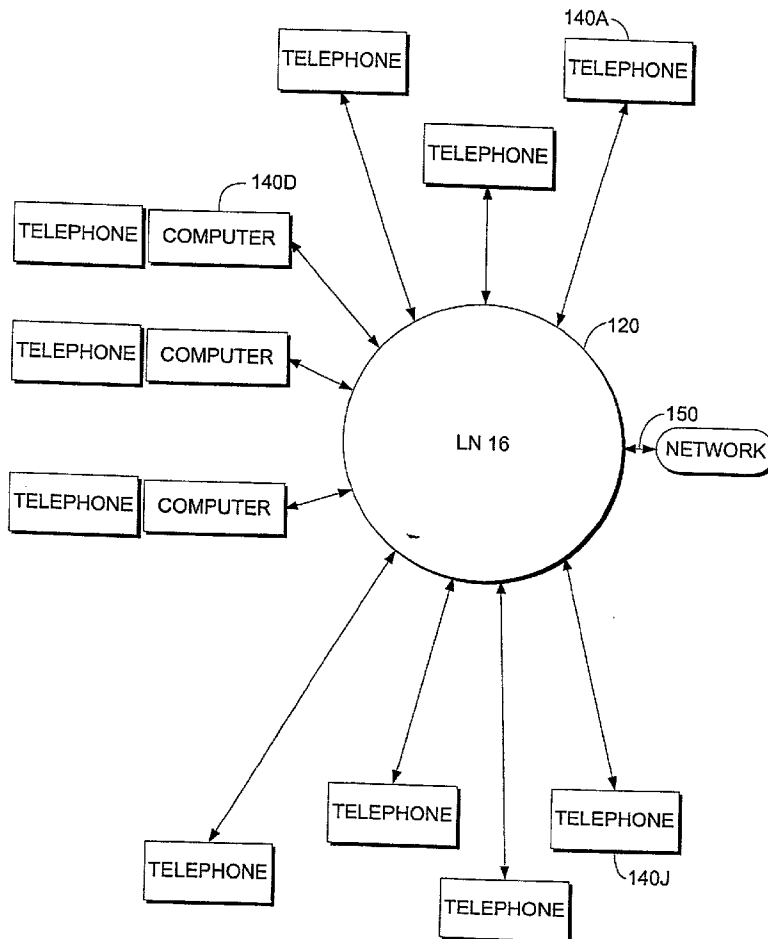 140A
TELEPHONE
TELEPHONE
TELEPHONE
140D
TELEPHONE COMPUTER
120
TELEPHONE COMPUTER
150
LN 16
NETWORK
TELEPHONE COMPUTER
TELEPHONE
TELEPHONE
TELEPHONE
140J
TELEPHONE